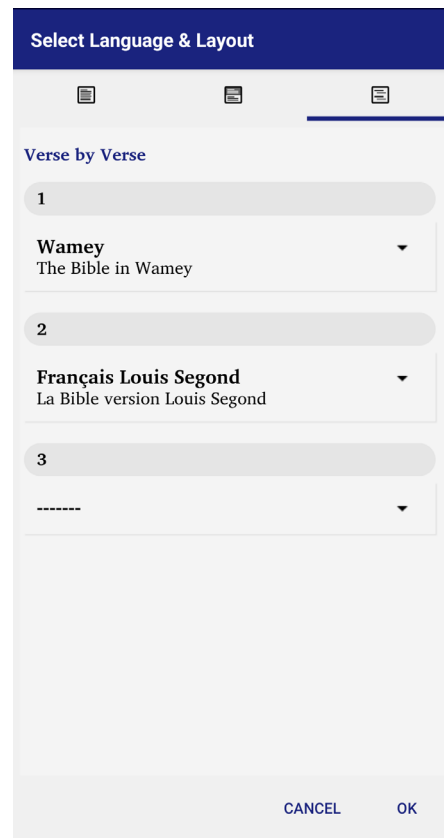 Select Language & Layout
Verse by Verse
1
Wamey
The Bible in Wamey
2
Français Louis Segond
La Bible version Louis Segond
3
-------
CANCEL OK